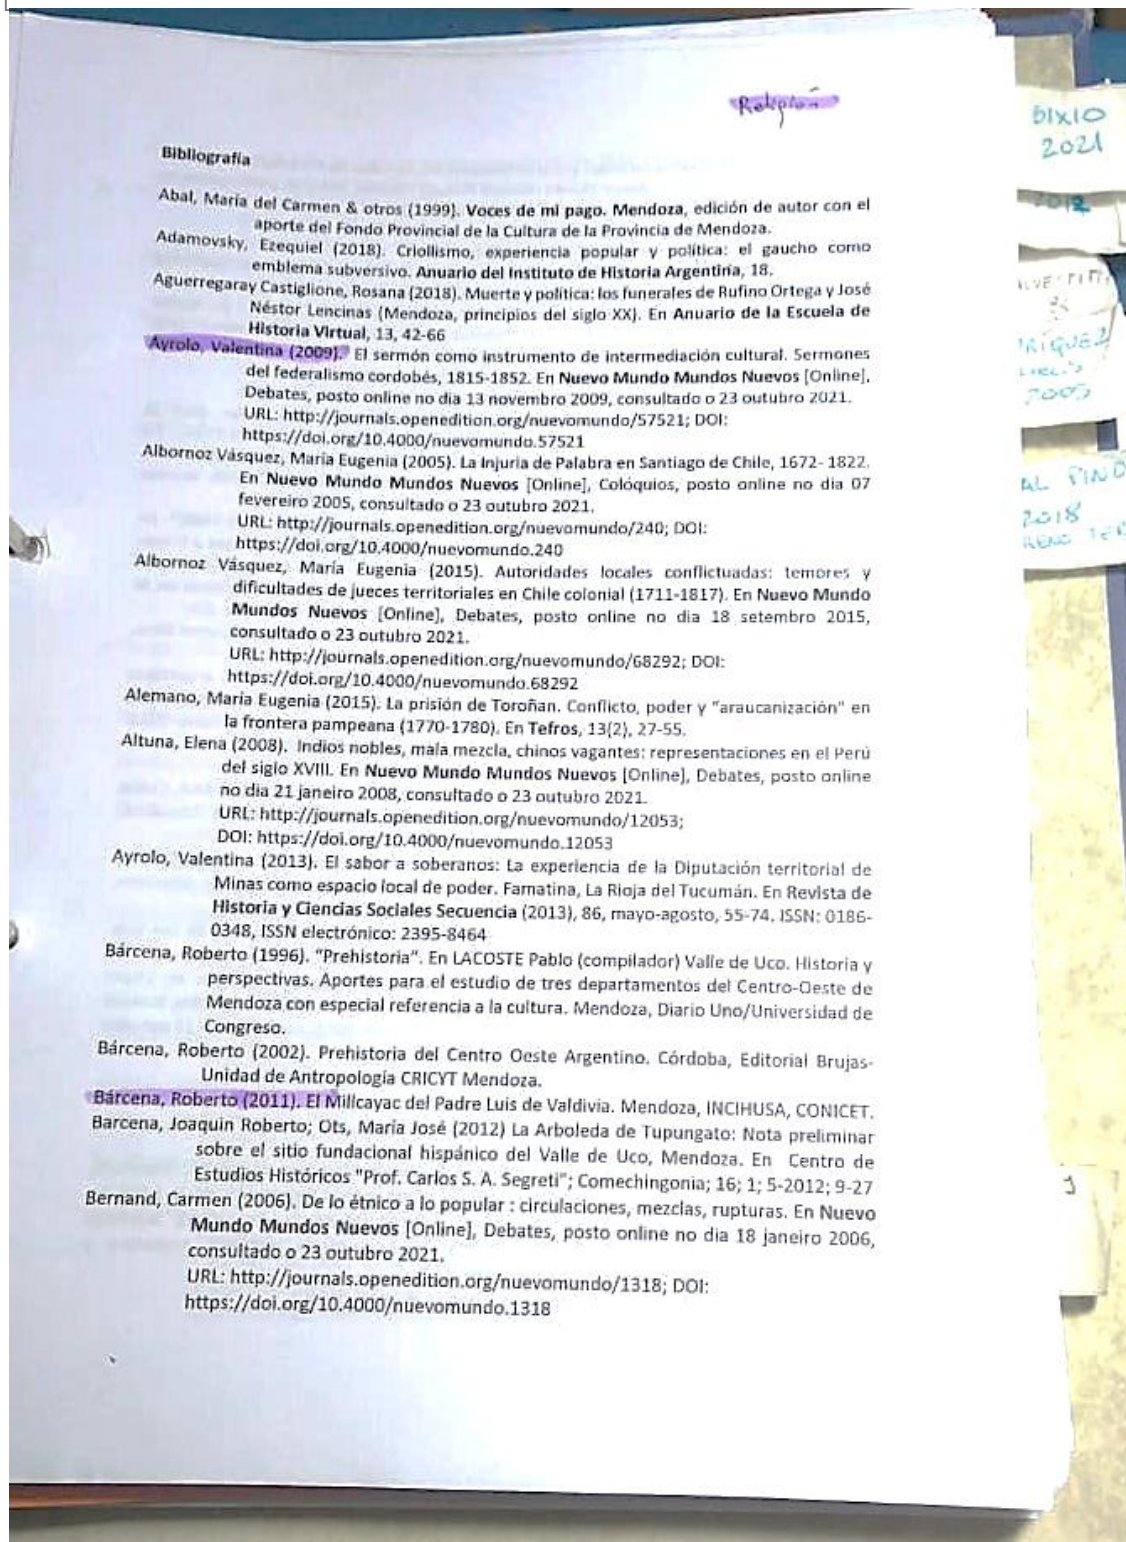 Religión
Bibliografía
Abal, María del Carmen & otros (1999). Voces de mi pago. Mendoza, edición de autor con el
aporte del Fondo Provincial de la Cultura de la Provincia de Mendoza.
Adamovsky, Ezequiel (2018). Criollismo, experiencia popular y política: el gaucho como
emblema subversivo. Anuario del Instituto de Historia Argentina, 18.
Aguerregaray Castiglione, Rosana (2018). Muerte y política: los funerales de Rufino Ortega y José
Néstor Lencinas (Mendoza, principios del siglo XX). En Anuario de la Escuela de
Historia Virtual, 13, 42-66
Ayrolo, Valentina (2009). El sermón como instrumento de intermediación cultural. Sermones
del federalismo cordobés, 1815-1852. En Nuevo Mundo Mundos Nuevos [Online],
Debates, posto online no dia 13 novembro 2009, consultado o 23 outubro 2021.
URL: http://journals.openedition.org/nuevomundo/57521; DOI:
https://doi.org/10.4000/nuevomundo.57521
Albornoz Vásquez, María Eugenia (2005). La Injuria de Palabra en Santiago de Chile, 1672- 1822.
En Nuevo Mundo Mundos Nuevos [Online], Colóquios, posto online no dia 07
fevereiro 2005, consultado o 23 outubro 2021.
URL: http://journals.openedition.org/nuevomundo/240; DOI:
https://doi.org/10.4000/nuevomundo.240
Albornoz Vásquez, María Eugenia (2015). Autoridades locales conflictuadas: temores y
dificultades de jueces territoriales en Chile colonial (1711-1817). En Nuevo Mundo
Mundos Nuevos [Online], Debates, posto online no dia 18 setembro 2015,
consultado o 23 outubro 2021.
URL: http://journals.openedition.org/nuevomundo/68292; DOI:
https://doi.org/10.4000/nuevomundo.68292
Alemano, María Eugenia (2015). La prisión de Toroñan. Conflicto, poder y "araucanización" en
la frontera pampeana (1770-1780). En Tefros, 13(2), 27-55.
Altuna, Elena (2008). Indios nobles, mala mezcla, chinos vagantes: representaciones en el Perú
del siglo XVIII. En Nuevo Mundo Mundos Nuevos [Online], Debates, posto online
no dia 21 janeiro 2008, consultado o 23 outubro 2021.
URL: http://journals.openedition.org/nuevomundo/12053;
DOI: https://doi.org/10.4000/nuevomundo.12053
Ayrolo, Valentina (2013). El sabor a soberanos: La experiencia de la Diputación territorial de
Minas como espacio local de poder. Famatina, La Rioja del Tucumán. En Revista de
Historia y Ciencias Sociales Secuencia (2013), 86, mayo-agosto, 55-74. ISSN: 0186-
0348, ISSN electrónico: 2395-8464
Bárcena, Roberto (1996). "Prehistoria". En LACOSTE Pablo (compilador) Valle de Uco. Historia y
perspectivas. Aportes para el estudio de tres departamentos del Centro-Oeste de
Mendoza con especial referencia a la cultura. Mendoza, Diario Uno/Universidad de
Congreso.
Bárcena, Roberto (2002). Prehistoria del Centro Oeste Argentino. Córdoba, Editorial Brujas-
Unidad de Antropología CRICYT Mendoza.
Bárcena, Roberto (2011). El Millcayac del Padre Luis de Valdivia. Mendoza, INCIHUSA, CONICET.
Barcena, Joaquín Roberto; Ots, María José (2012) La Arboleda de Tupungato: Nota preliminar
sobre el sitio fundacional hispánico del Valle de Uco, Mendoza. En Centro de
Estudios Históricos "Prof. Carlos S. A. Segreti"; Comechingonia; 16; 1; 5-2012; 9-27
Bernand, Carmen (2006). De lo étnico a lo popular : circulaciones, mezclas, rupturas. En Nuevo
Mundo Mundos Nuevos [Online], Debates, posto online no dia 18 janeiro 2006,
consultado o 23 outubro 2021.
URL: http://journals.openedition.org/nuevomundo/1318; DOI:
https://doi.org/10.4000/nuevomundo.1318
BIXIO
2021
2012
2005
AL PINO
2018